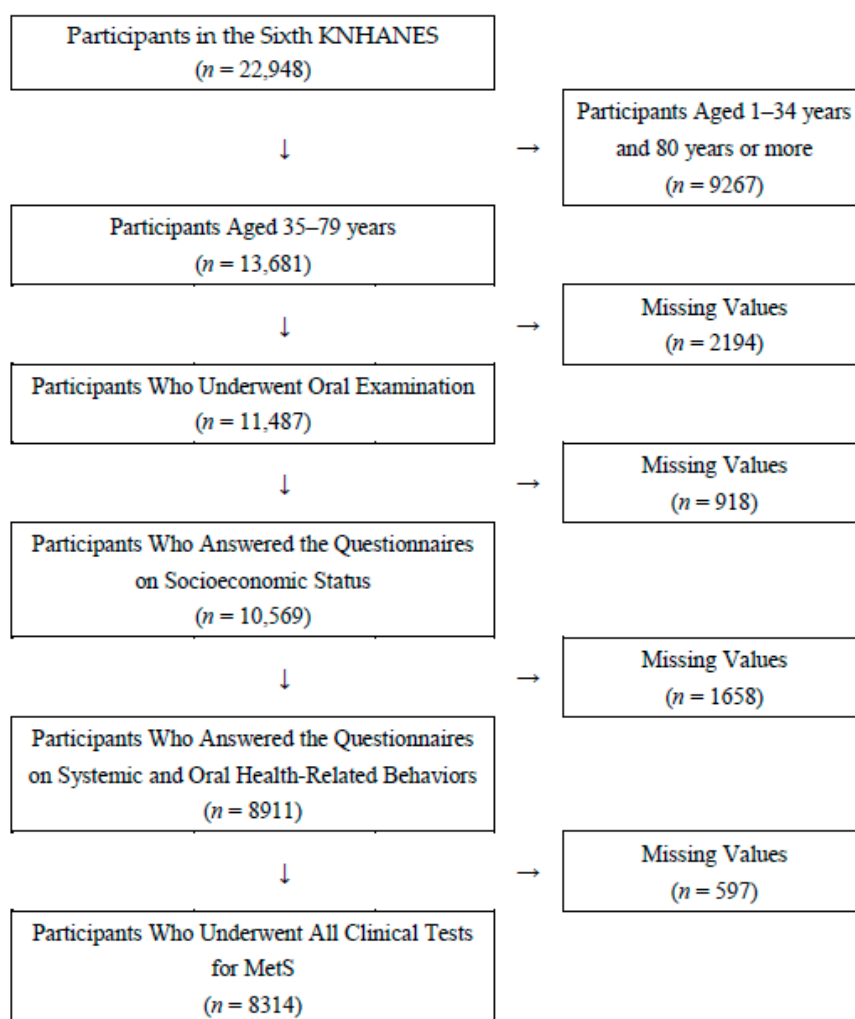 Participants in the Sixth KNHANES
(n = 22,948)
Participants Aged 1–34 years
and 80 years or more
(n = 9267)
↓
→
Participants Aged 35–79 years
(n = 13,681)
Missing Values
(n = 2194)
↓
→
Participants Who Underwent Oral Examination
(n = 11,487)
Missing Values
(n = 918)
↓
→
Participants Who Answered the Questionnaires
on Socioeconomic Status
(n = 10,569)
Missing Values
(n = 1658)
↓
→
Participants Who Answered the Questionnaires
on Systemic and Oral Health-Related Behaviors
(n = 8911)
Missing Values
(n = 597)
↓
→
Participants Who Underwent All Clinical Tests
for MetS
(n = 8314)